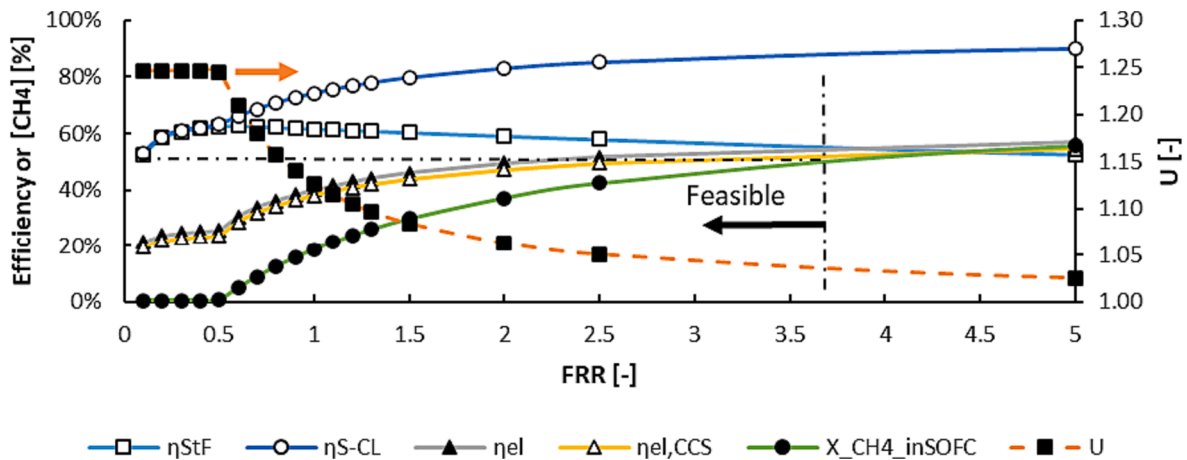 100%
80%
60%
40%
20%
0%
Efficiency or [CH4] [%]
1.30
1.25
1.20
1.15
1.10
1.05
1.00
U [-]
Feasible
0 0.5 1 1.5 2 2.5 3 3.5 4 4.5 5
FRR [-]
ηStF ηS-CL ηel ηel,CCS X_CH4_inSOFC U